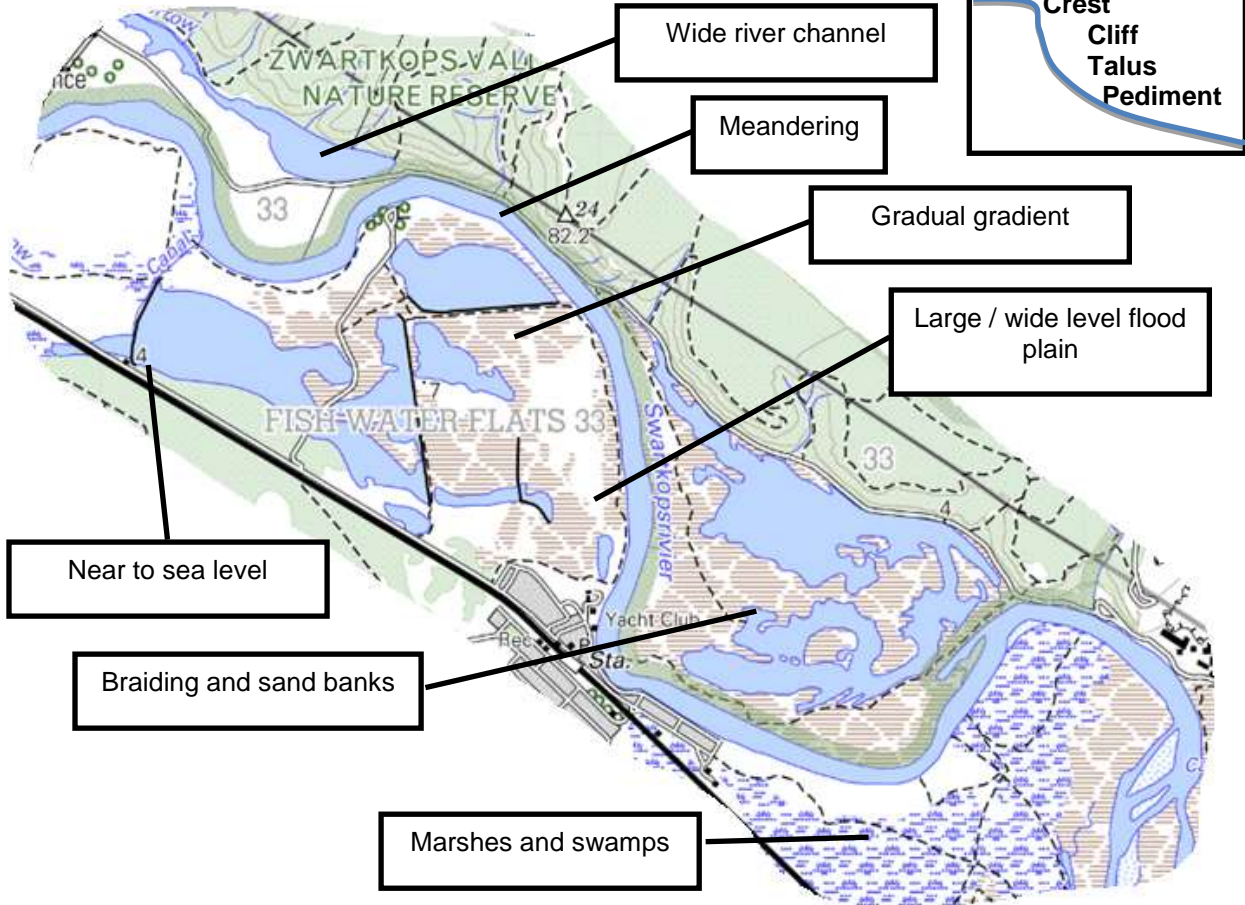 Crest
Cliff
Talus
Pediment
Wide river channel
ZWARTKOPS VALL
NATURE RESERVE
Meandering
33
24
82.2
Gradual gradient
Canal
Large / wide level flood
plain
4
7
FISH WATER FLATS 33
Swartkopsrivier
33
4
Near to sea level
Yacht Club
Rec
P
Sta.
Braiding and sand banks
C.
Marshes and swamps